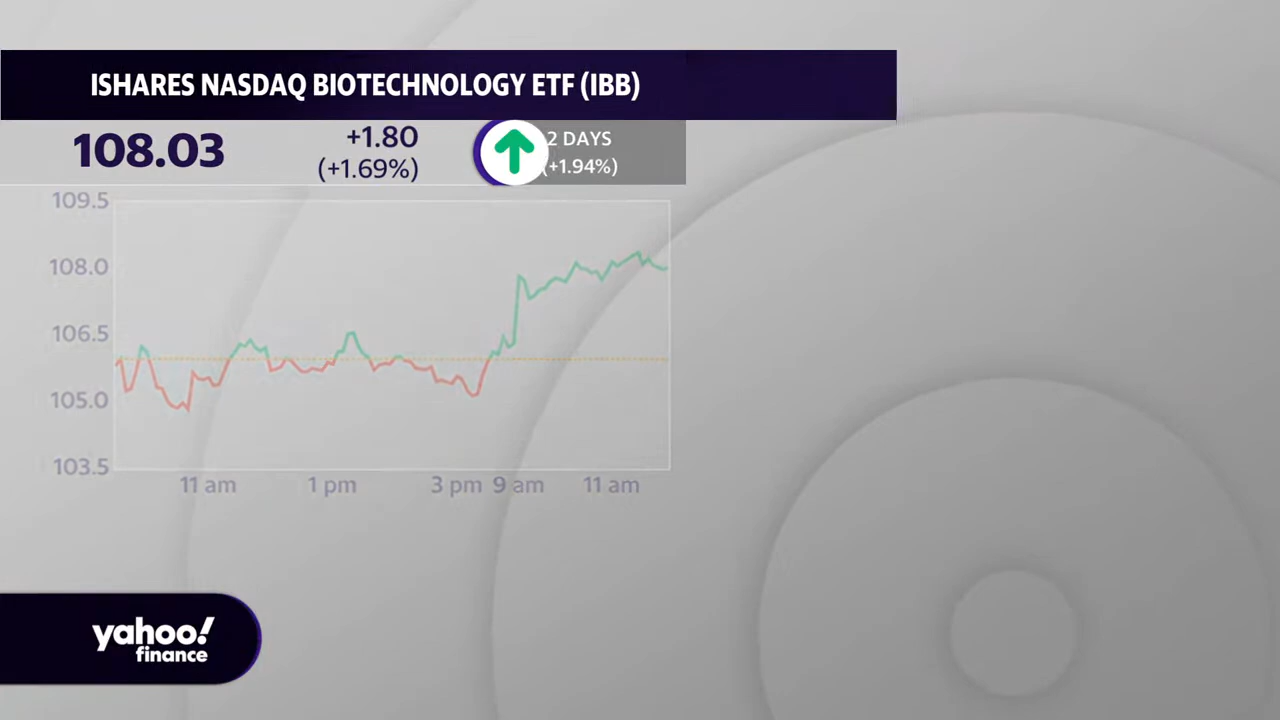 ISHARES NASDAQ BIOTECHNOLOGY ETF (IBB)
108.03
+1.80
(+1.69%)
2 DAYS
(+1.94%)
109.5
108.0
106.5
105.0
103.5
11 am 1 pm 3 pm 9 am 11 am
yahoo!
finance